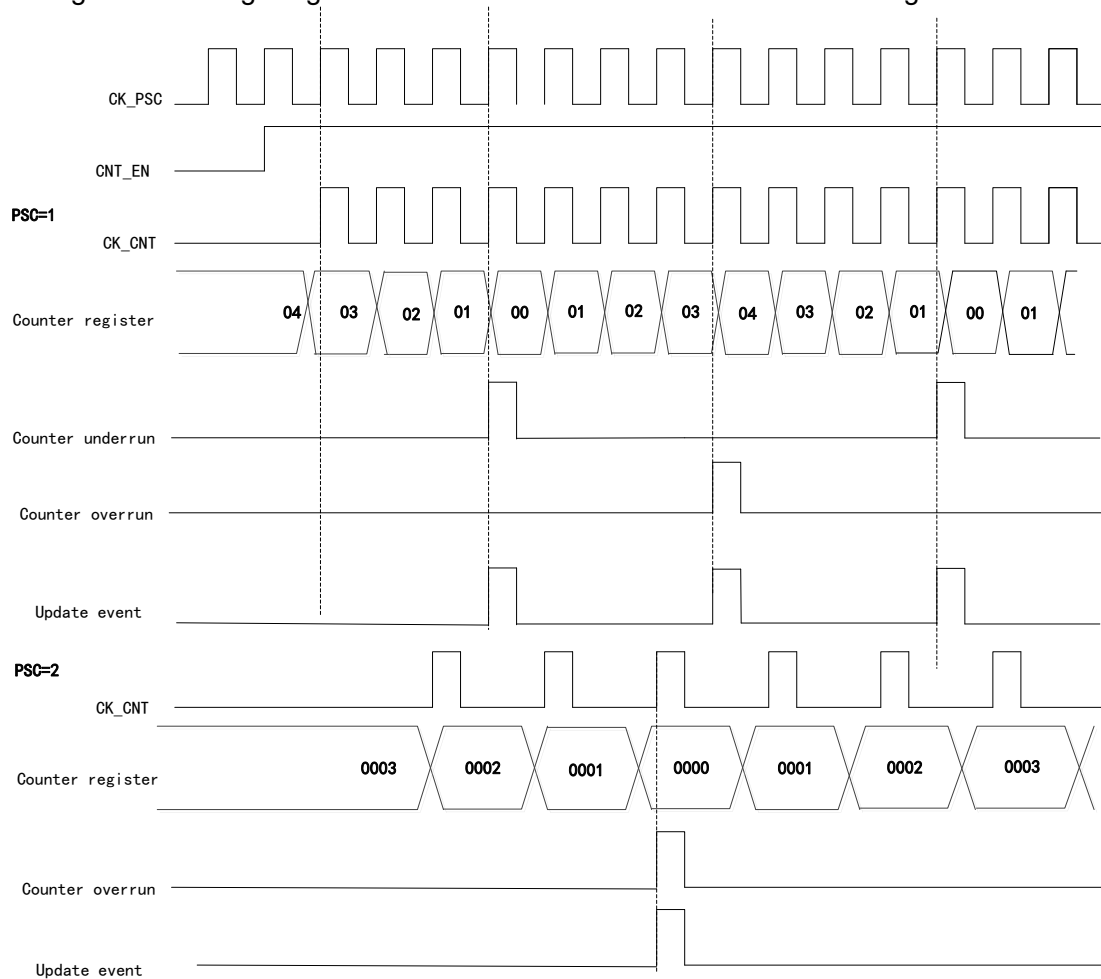 CK_PSC
CNT_EN
PSC=1
CK_CNT
Counter register 04 03 02 01 00 01 02 03 04 03 02 01 00 01
Counter underrun
Counter overrun
Update event
PSC=2
CK_CNT
Counter register 0003 0002 0001 0000 0001 0002 0003
Counter overrun
Update event